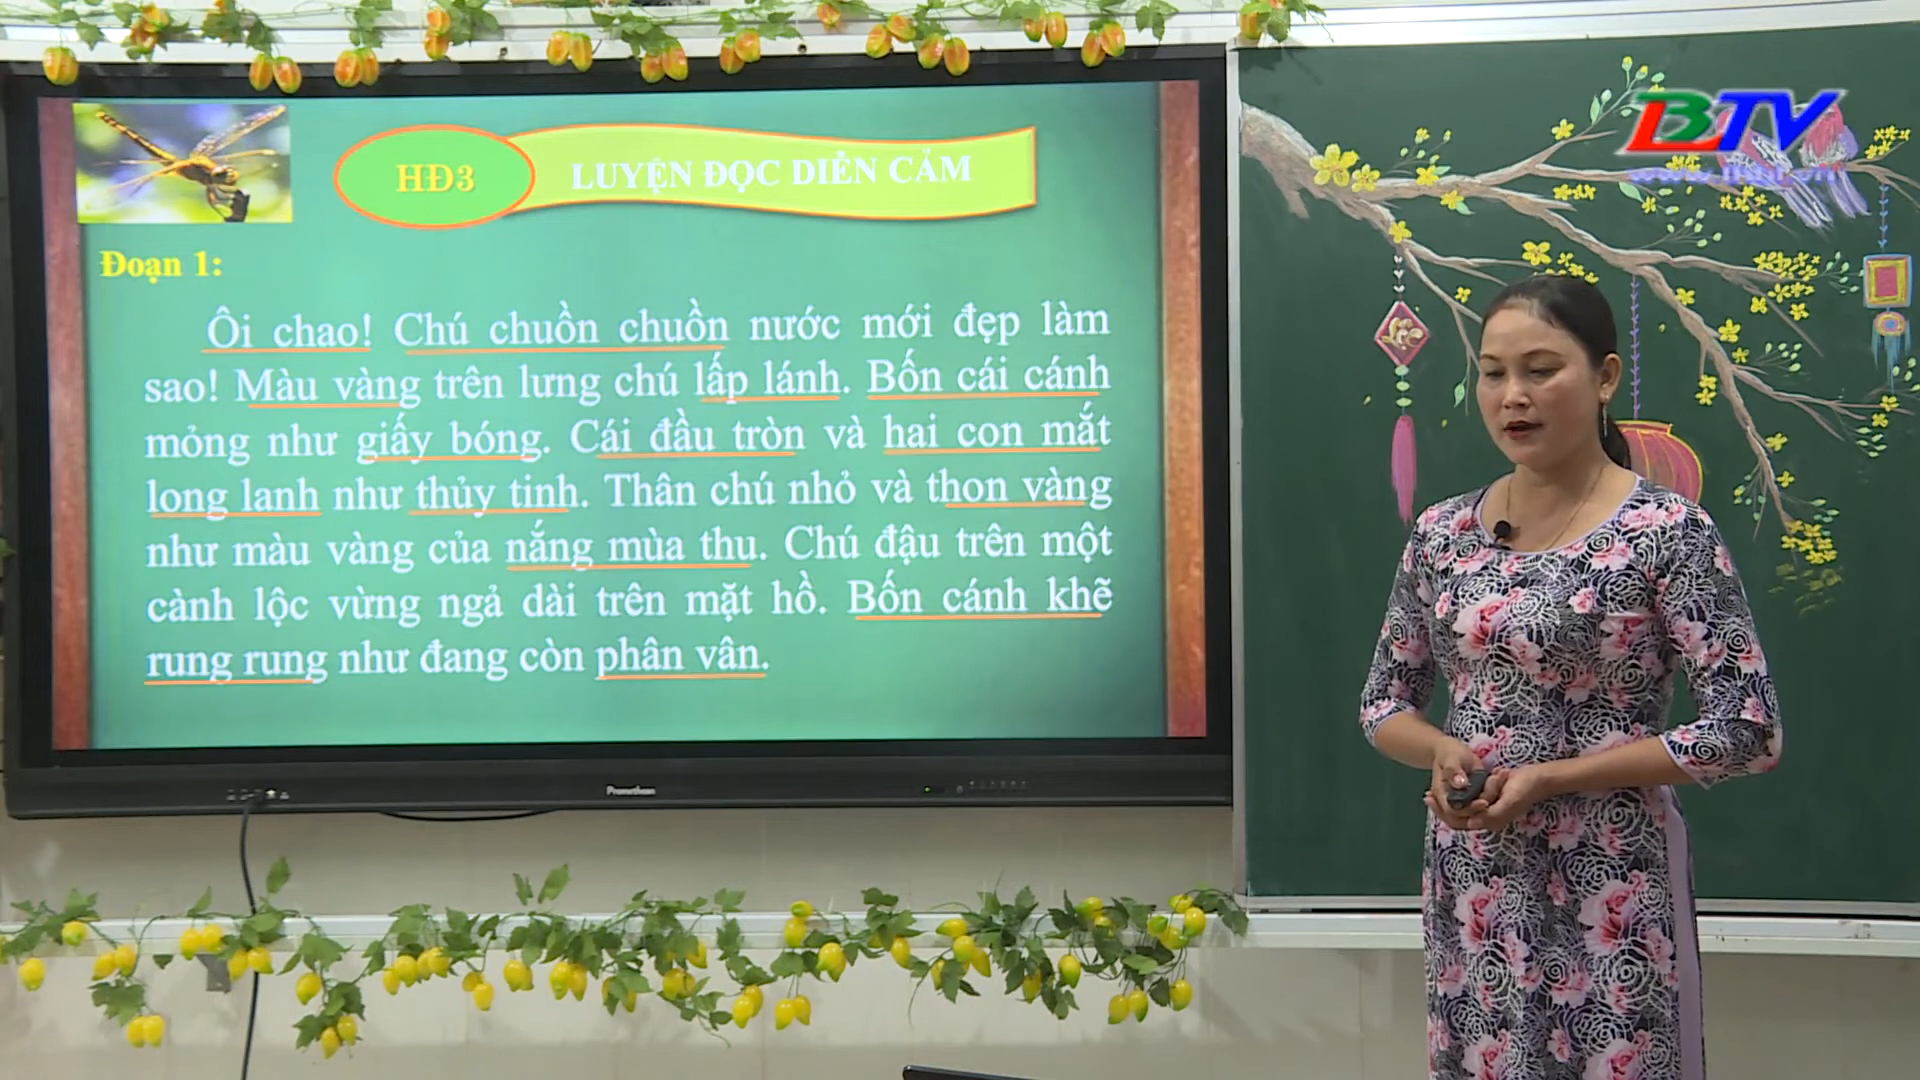 BTV
HĐ3
LUYỆN ĐỌC DIỄN CẢM
Đoạn 1:
Ôi chao! Chú chuồn chuồn nước mới đẹp làm
sao! Màu vàng trên lưng chú lấp lánh. Bốn cái cánh
mỏng như giấy bóng. Cái đầu tròn và hai con mắt
long lanh như thủy tinh. Thân chú nhỏ và thon vàng
như màu vàng của nắng mùa thu. Chú đậu trên một
cành lộc vừng ngả dài trên mặt hồ. Bốn cánh khẽ
rung rung như đang còn phân vân.
Promethean